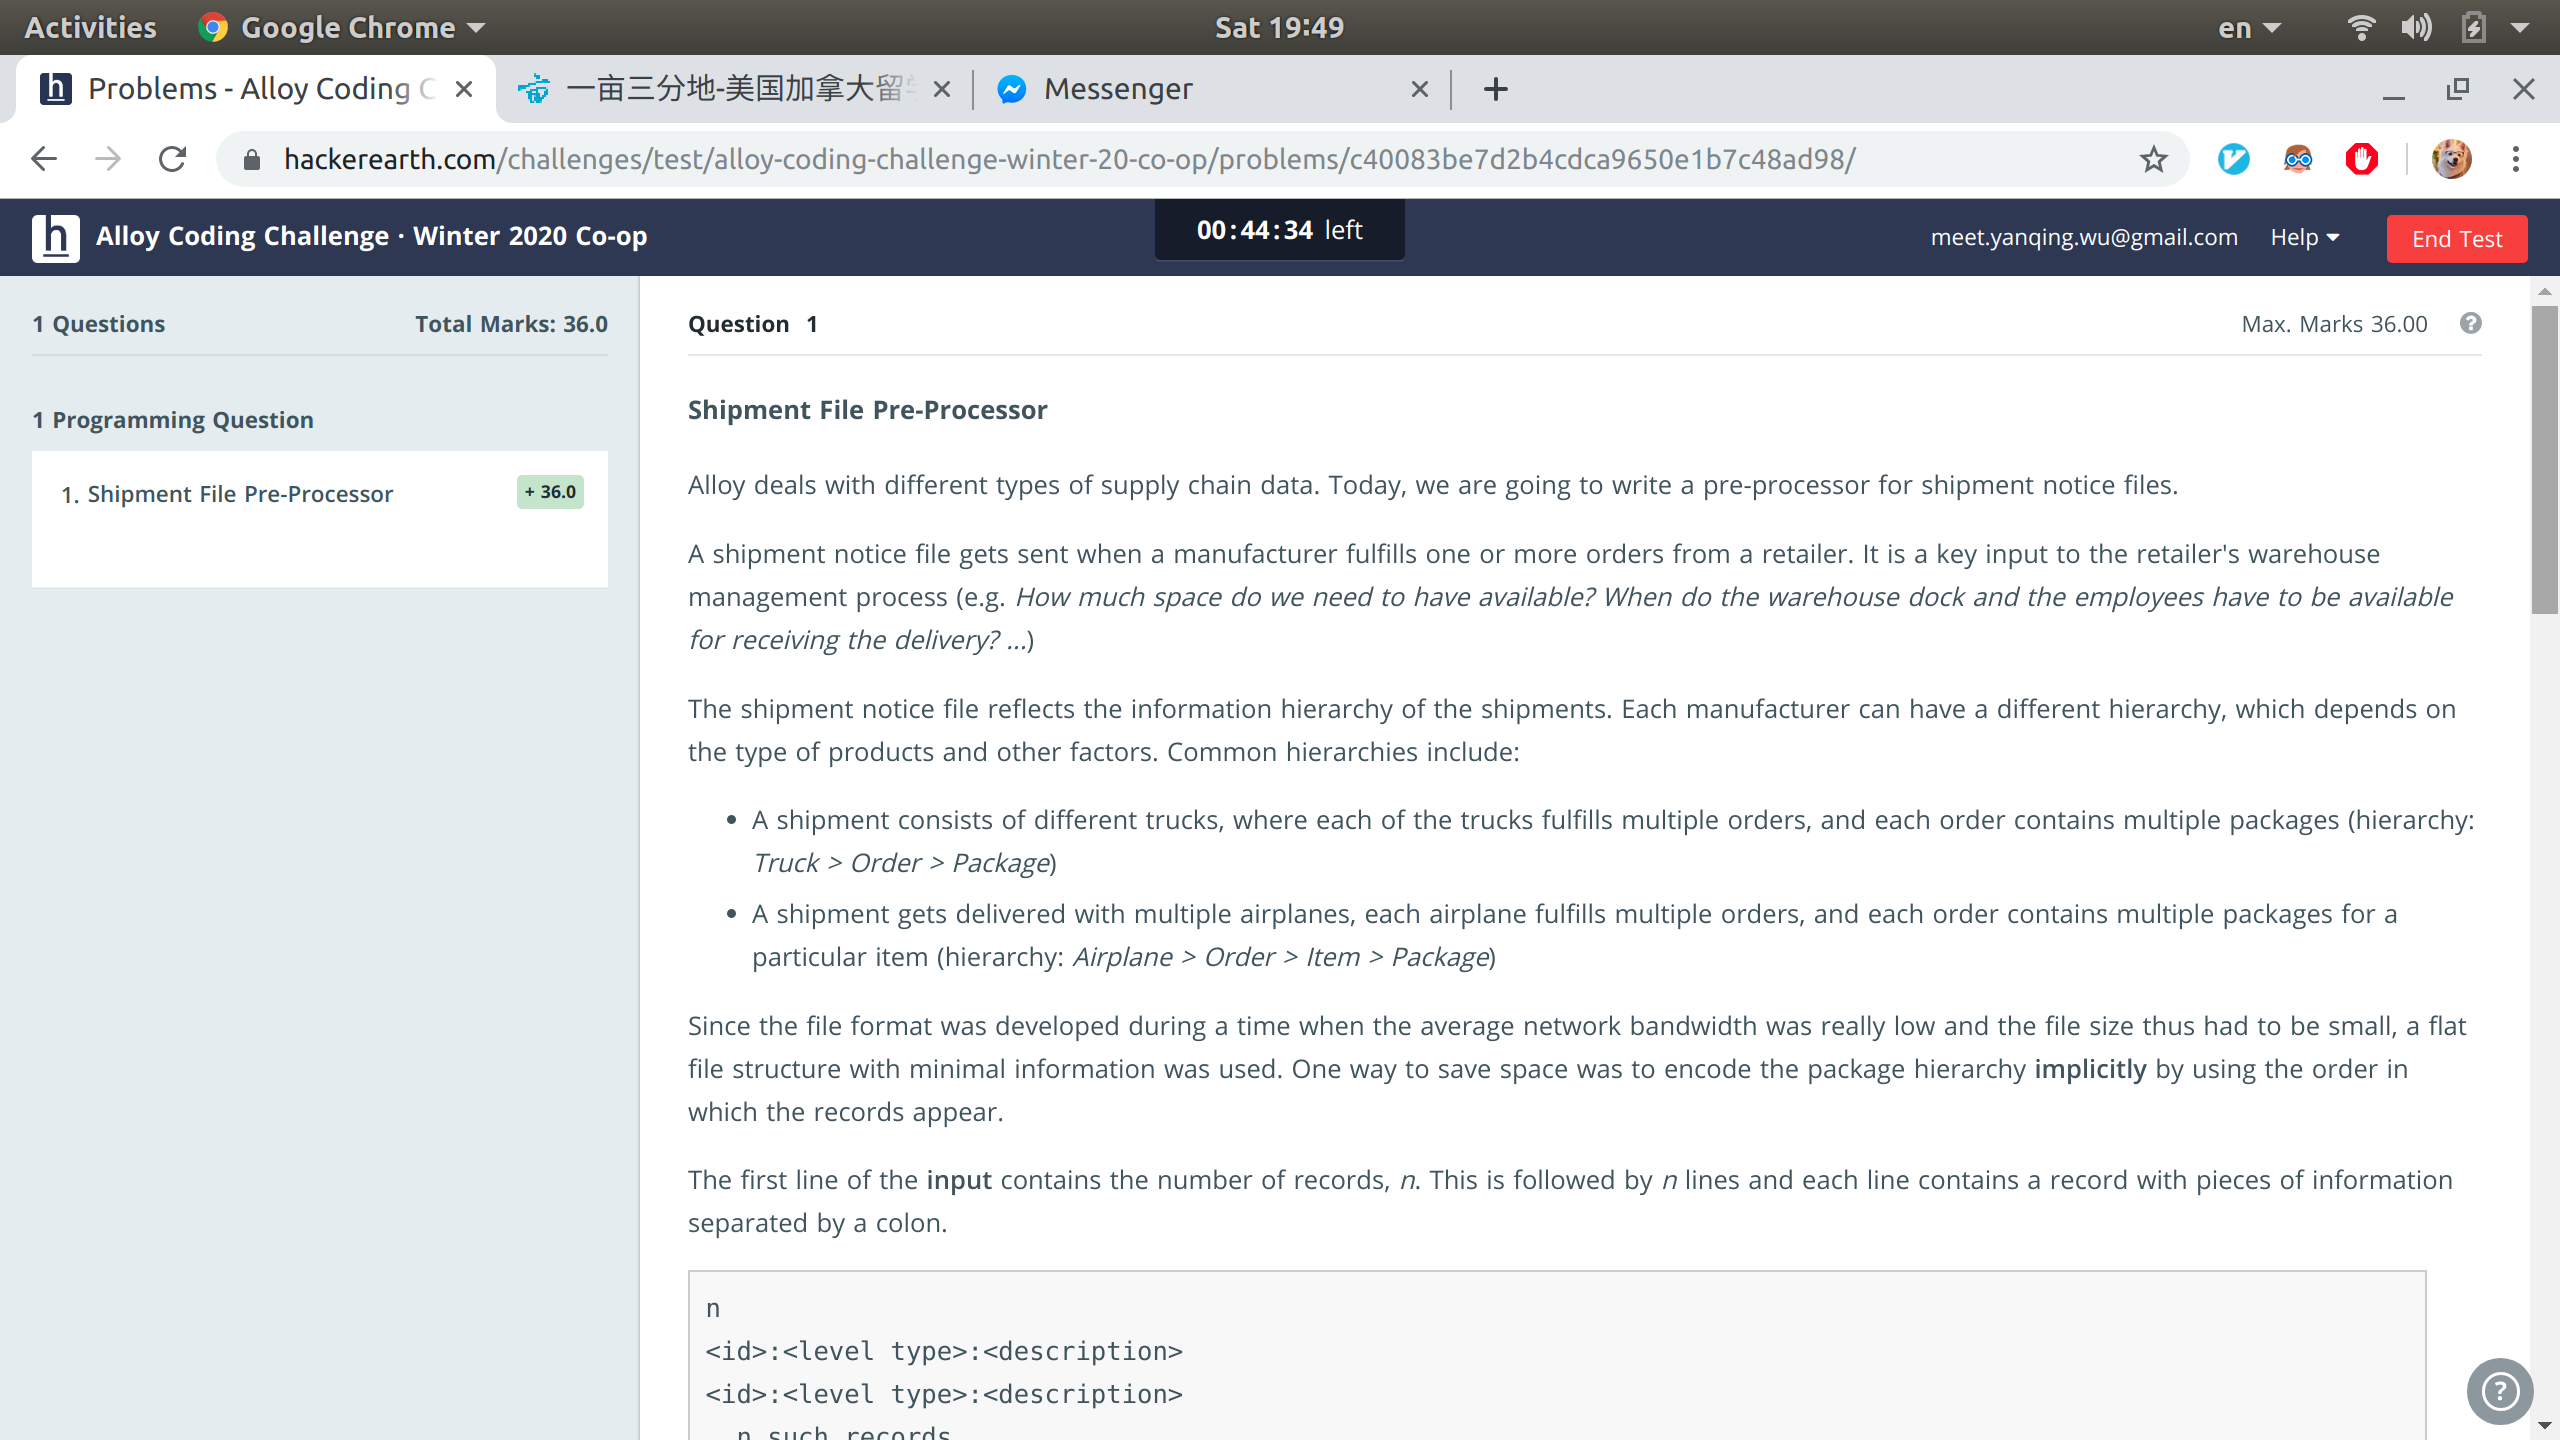 Activities
Google Chrome
Sat 19:49
en
Problems - Alloy Coding C
一亩三分地-美国加拿大留
Messenger
hackerearth.com/challenges/test/alloy-coding-challenge-winter-20-co-op/problems/c40083be7d2b4cdca9650e1b7c48ad98/
h
Alloy Coding Challenge · Winter 2020 Co-op
00:44:34 left
meet.yanqing.wu@gmail.com
Help
End Test
1 Questions
Total Marks: 36.0
1 Programming Question
1. Shipment File Pre-Processor
+ 36.0
Question 1
Max. Marks 36.00
Shipment File Pre-Processor
Alloy deals with different types of supply chain data. Today, we are going to write a pre-processor for shipment notice files.
A shipment notice file gets sent when a manufacturer fulfills one or more orders from a retailer. It is a key input to the retailer's warehouse
management process (e.g. How much space do we need to have available? When do the warehouse dock and the employees have to be available
for receiving the delivery? ...)
The shipment notice file reflects the information hierarchy of the shipments. Each manufacturer can have a different hierarchy, which depends on
the type of products and other factors. Common hierarchies include:
• A shipment consists of different trucks, where each of the trucks fulfills multiple orders, and each order contains multiple packages (hierarchy:
Truck > Order > Package)
• A shipment gets delivered with multiple airplanes, each airplane fulfills multiple orders, and each order contains multiple packages for a
particular item (hierarchy: Airplane > Order > Item > Package)
Since the file format was developed during a time when the average network bandwidth was really low and the file size thus had to be small, a flat
file structure with minimal information was used. One way to save space was to encode the package hierarchy implicitly by using the order in
which the records appear.
The first line of the input contains the number of records, n. This is followed by n lines and each line contains a record with pieces of information
separated by a colon.
n
<id>:<level type>:<description>
<id>:<level type>:<description>
n such records